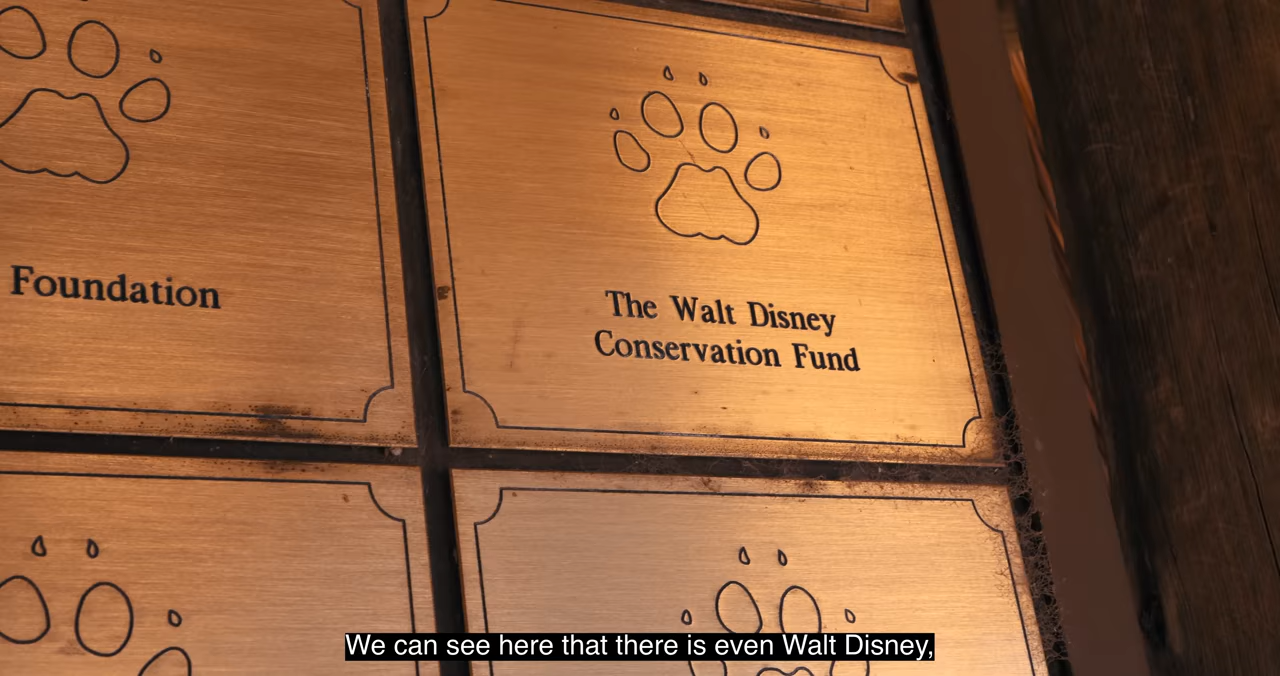 Foundation
The Walt Disney
Conservation Fund
We can see here that there is even Walt Disney,